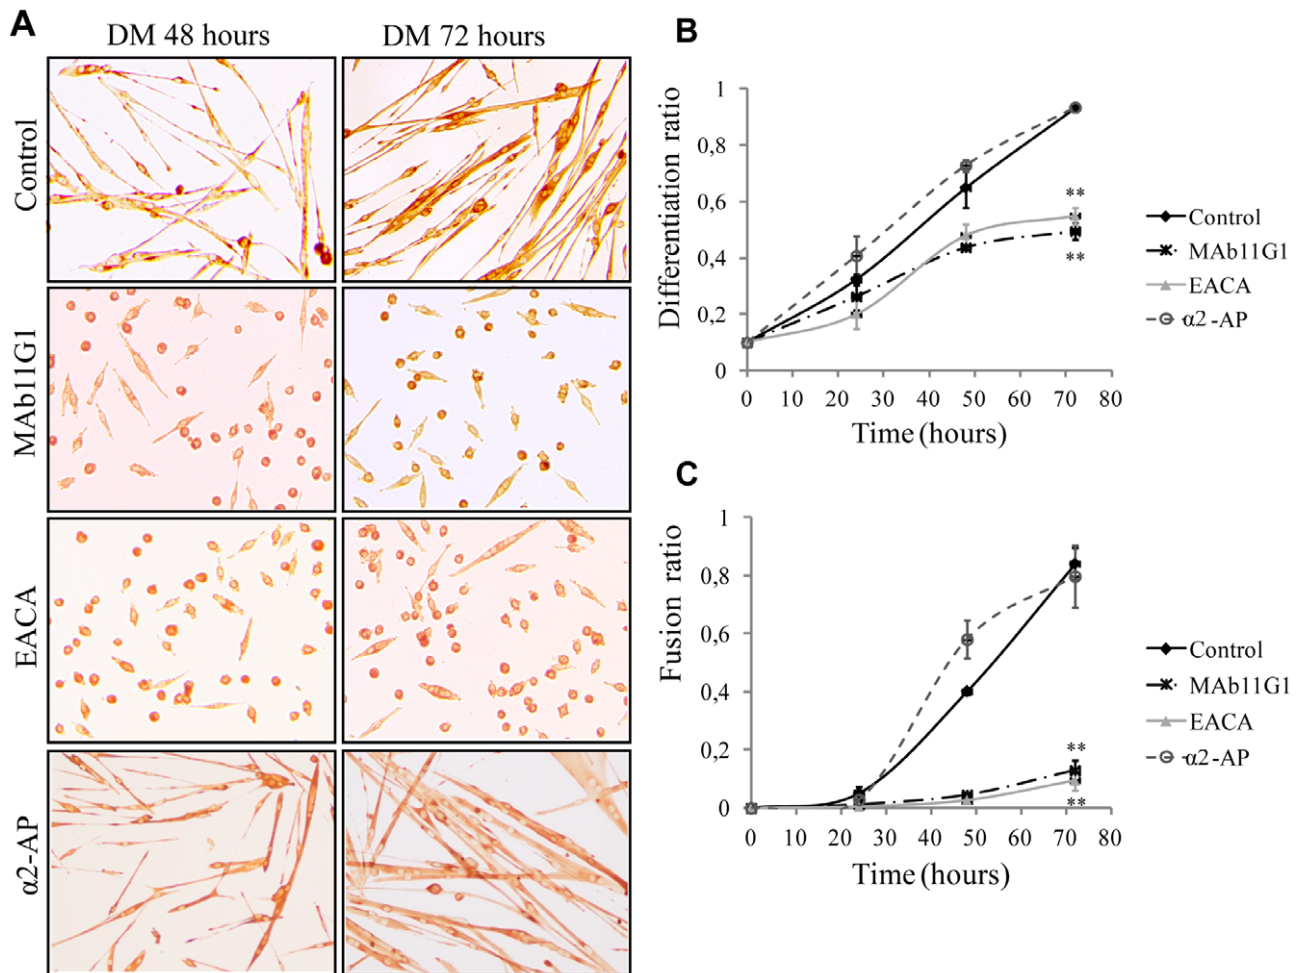 A
DM 48 hours
DM 72 hours
Control
MAb11G1
EACA
α2-AP
B
Differentiation ratio
1
0,8
0,6
0,4
0,2
0
0 10 20 30 40 50 60 70 80
Time (hours)
**
**
Control
MAb11G1
EACA
α2-AP
C
Fusion ratio
1
0,8
0,6
0,4
0,2
0
0 10 20 30 40 50 60 70 80
Time (hours)
**
**
Control
MAb11G1
EACA
α2-AP